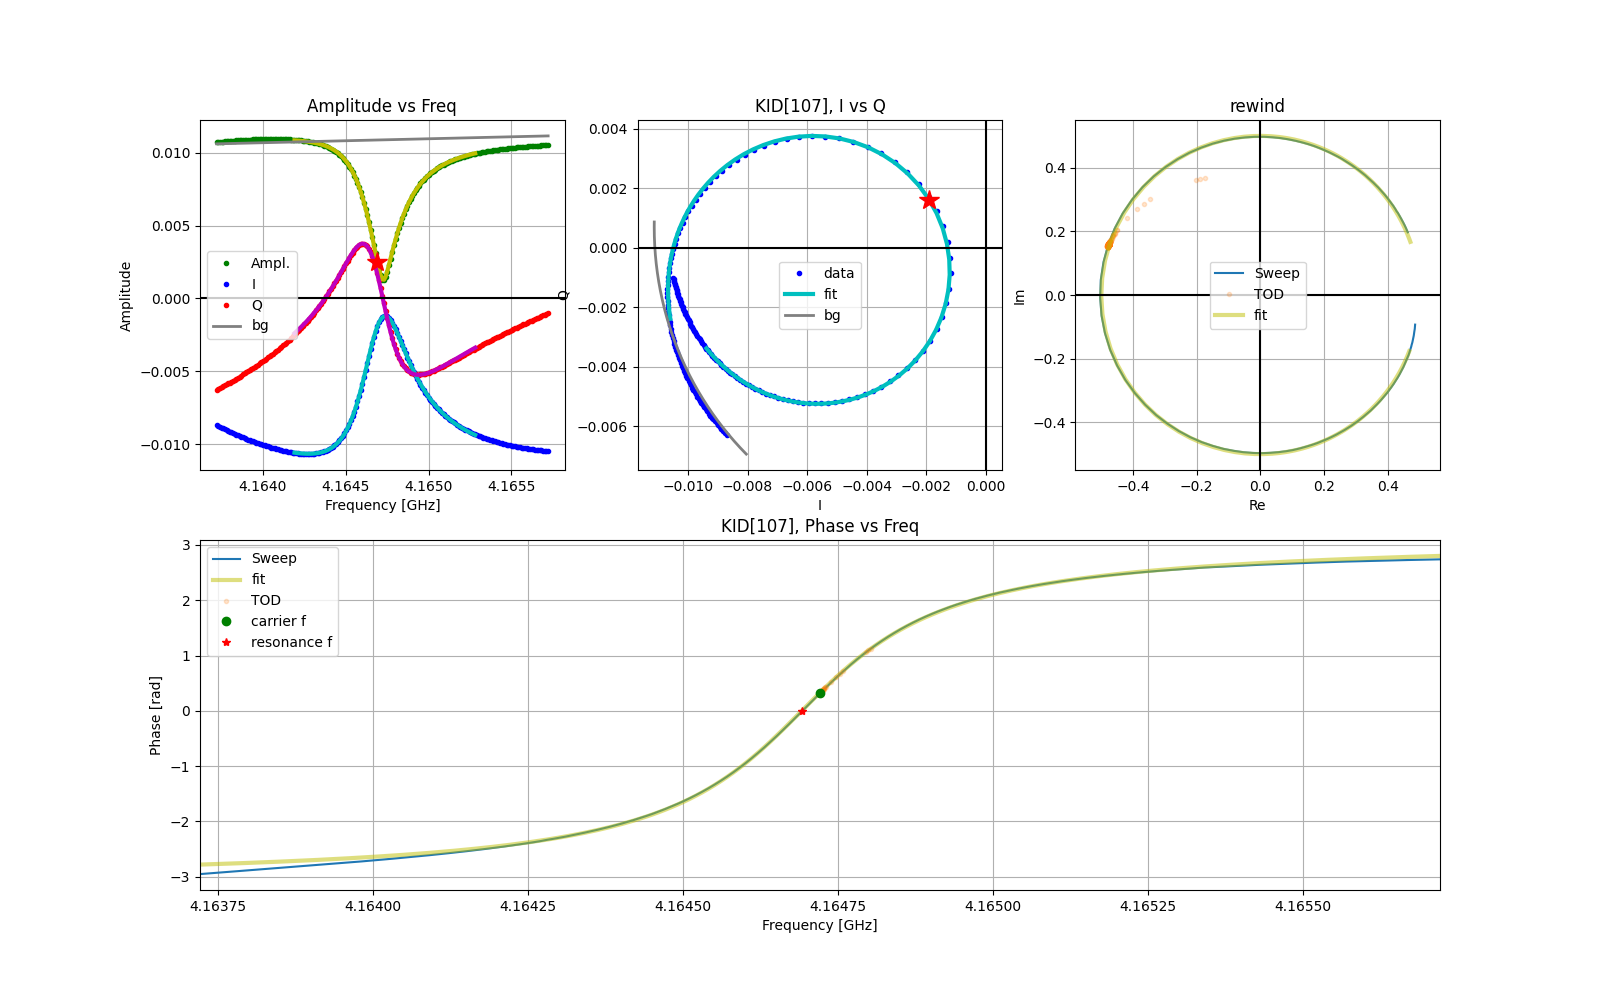 Amplitude vs Freq
Amplitude
0.010
0.005
0.000
−0.005
−0.010
Ampl.
I
Q
bg
4.1640 4.1645 4.1650 4.1655
Frequency [GHz]
KID[107], I vs Q
Q
0.004
0.002
0.000
−0.002
−0.004
−0.006
data
fit
bg
−0.010 −0.008 −0.006 −0.004 −0.002 0.000
I
rewind
Im
0.4
0.2
0.0
−0.2
−0.4
Sweep
TOD
fit
−0.4 −0.2 0.0 0.2 0.4
Re
KID[107], Phase vs Freq
Phase [rad]
3
2
1
0
−1
−2
−3
Sweep
fit
TOD
carrier f
resonance f
4.16375 4.16400 4.16425 4.16450 4.16475 4.16500 4.16525 4.16550
Frequency [GHz]